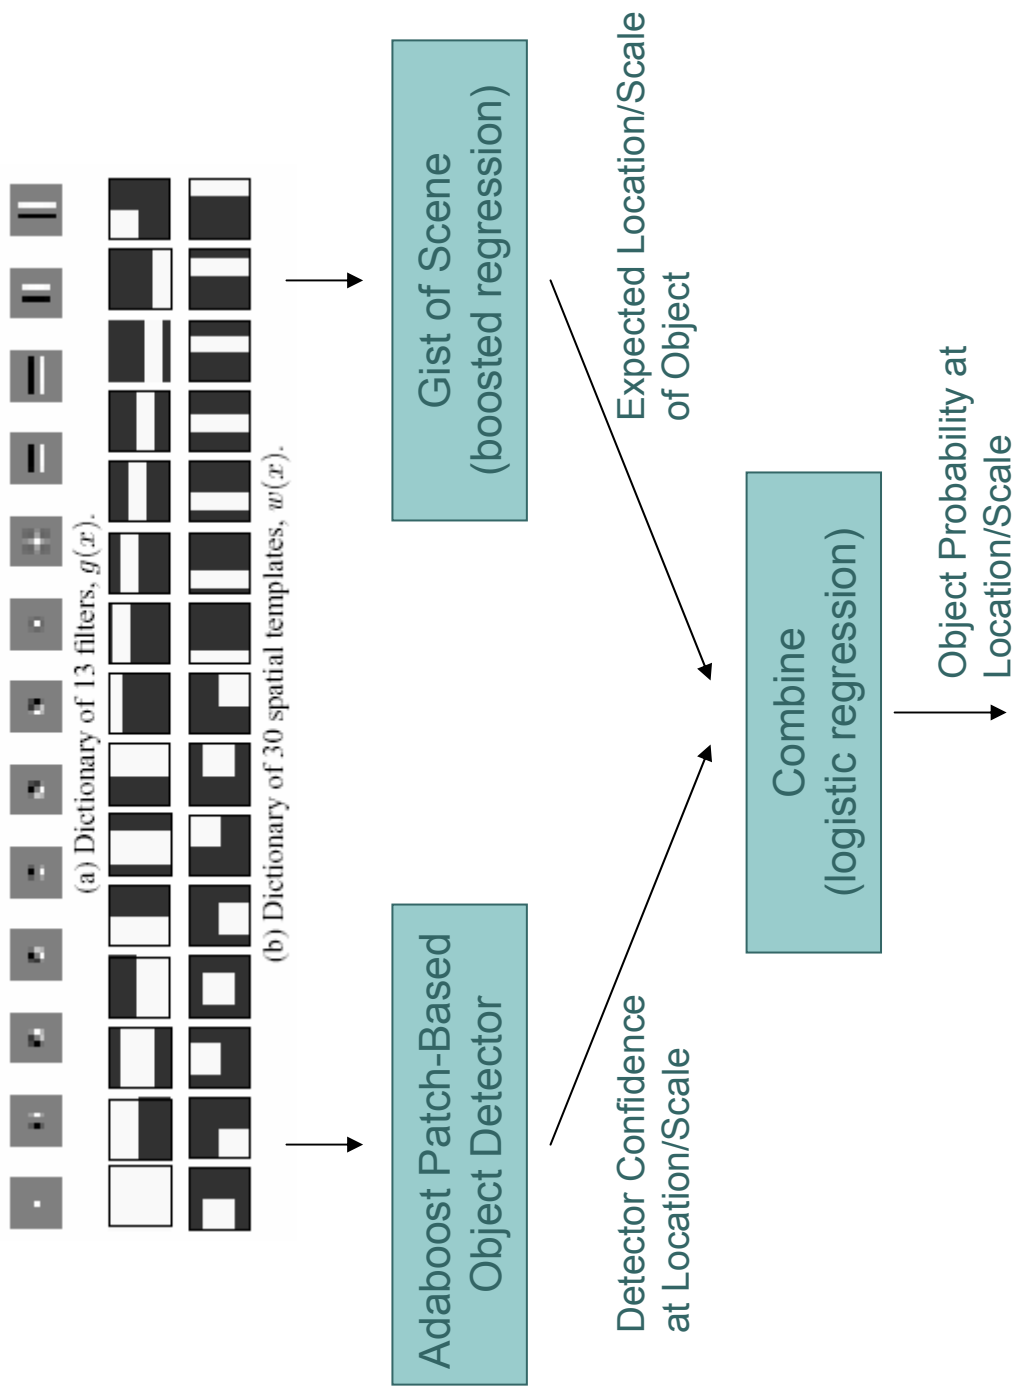 (a) Dictionary of 13 filters, g(x).
(b) Dictionary of 30 spatial templates, w(x).
Adaboost Patch-Based
Object Detector
Gist of Scene
(boosted regression)
Detector Confidence
at Location/Scale
Expected Location/Scale
of Object
Combine
(logistic regression)
Object Probability at
Location/Scale